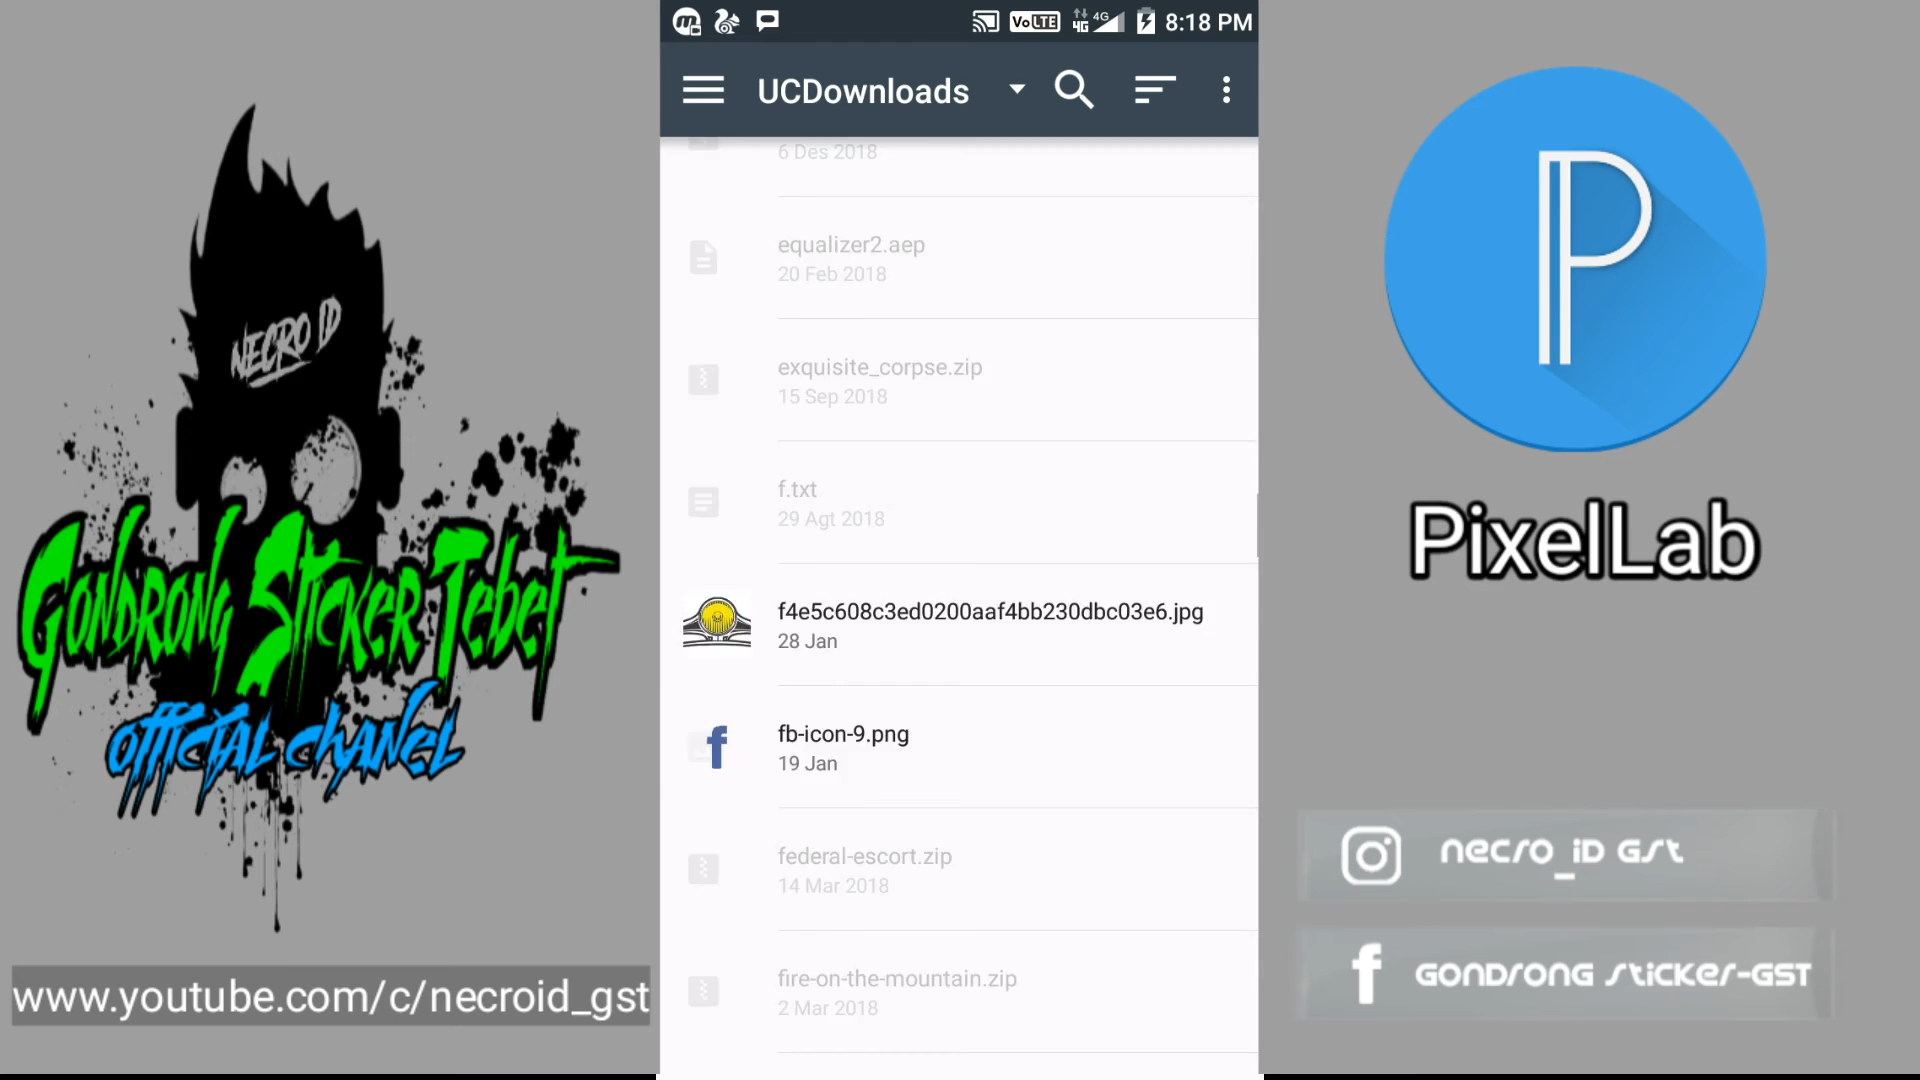 NECRO ID
GONDRONG STICKER TEBET
OFFICIAL CHANEL
www.youtube.com/c/necroid_gst
VoLTE 4G 4G 8:18 PM
UCDownloads
6 Des 2018
equalizer2.aep
20 Feb 2018
exquisite_corpse.zip
15 Sep 2018
f.txt
29 Agt 2018
f4e5c608c3ed0200aaf4bb230dbc03e6.jpg
28 Jan
fb-icon-9.png
19 Jan
federal-escort.zip
14 Mar 2018
fire-on-the-mountain.zip
2 Mar 2018
PixelLab
necro_iD Gst
GONDRONG sticker-GST